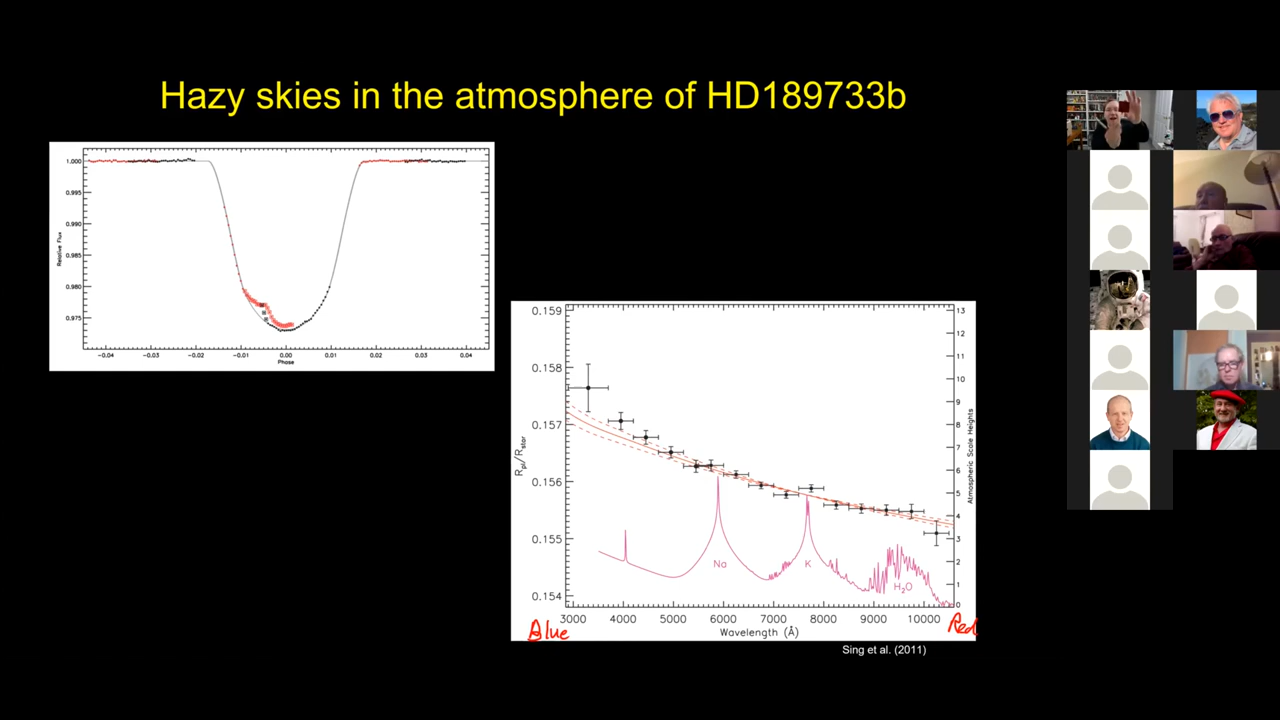 Hazy skies in the atmosphere of HD189733b
1.000
0.995
0.990
0.985
0.980
0.975
Relative Flux
-0.04 -0.03 -0.02 -0.01 0.00 0.01 0.02 0.03 0.04
Phase
0.159
0.158
0.157
0.156
0.155
0.154
Rpl/Rstar
13
12
11
10
9
8
7
6
5
4
3
2
1
0
Atmospheric Scale Heights
Na K H2O
3000 4000 5000 6000 7000 8000 9000 10000
Wavelength (Å)
Blue Red
Sing et al. (2011)